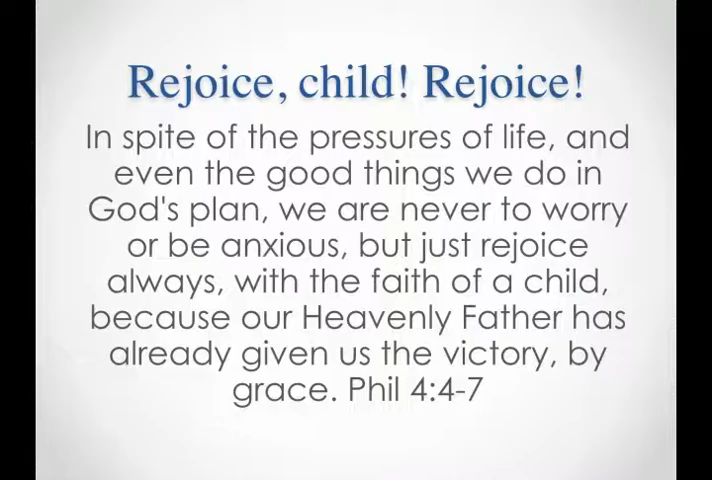 Rejoice, child! Rejoice!
In spite of the pressures of life, and
even the good things we do in
God's plan, we are never to worry
or be anxious, but just rejoice
always, with the faith of a child,
because our Heavenly Father has
already given us the victory, by
grace. Phil 4:4-7